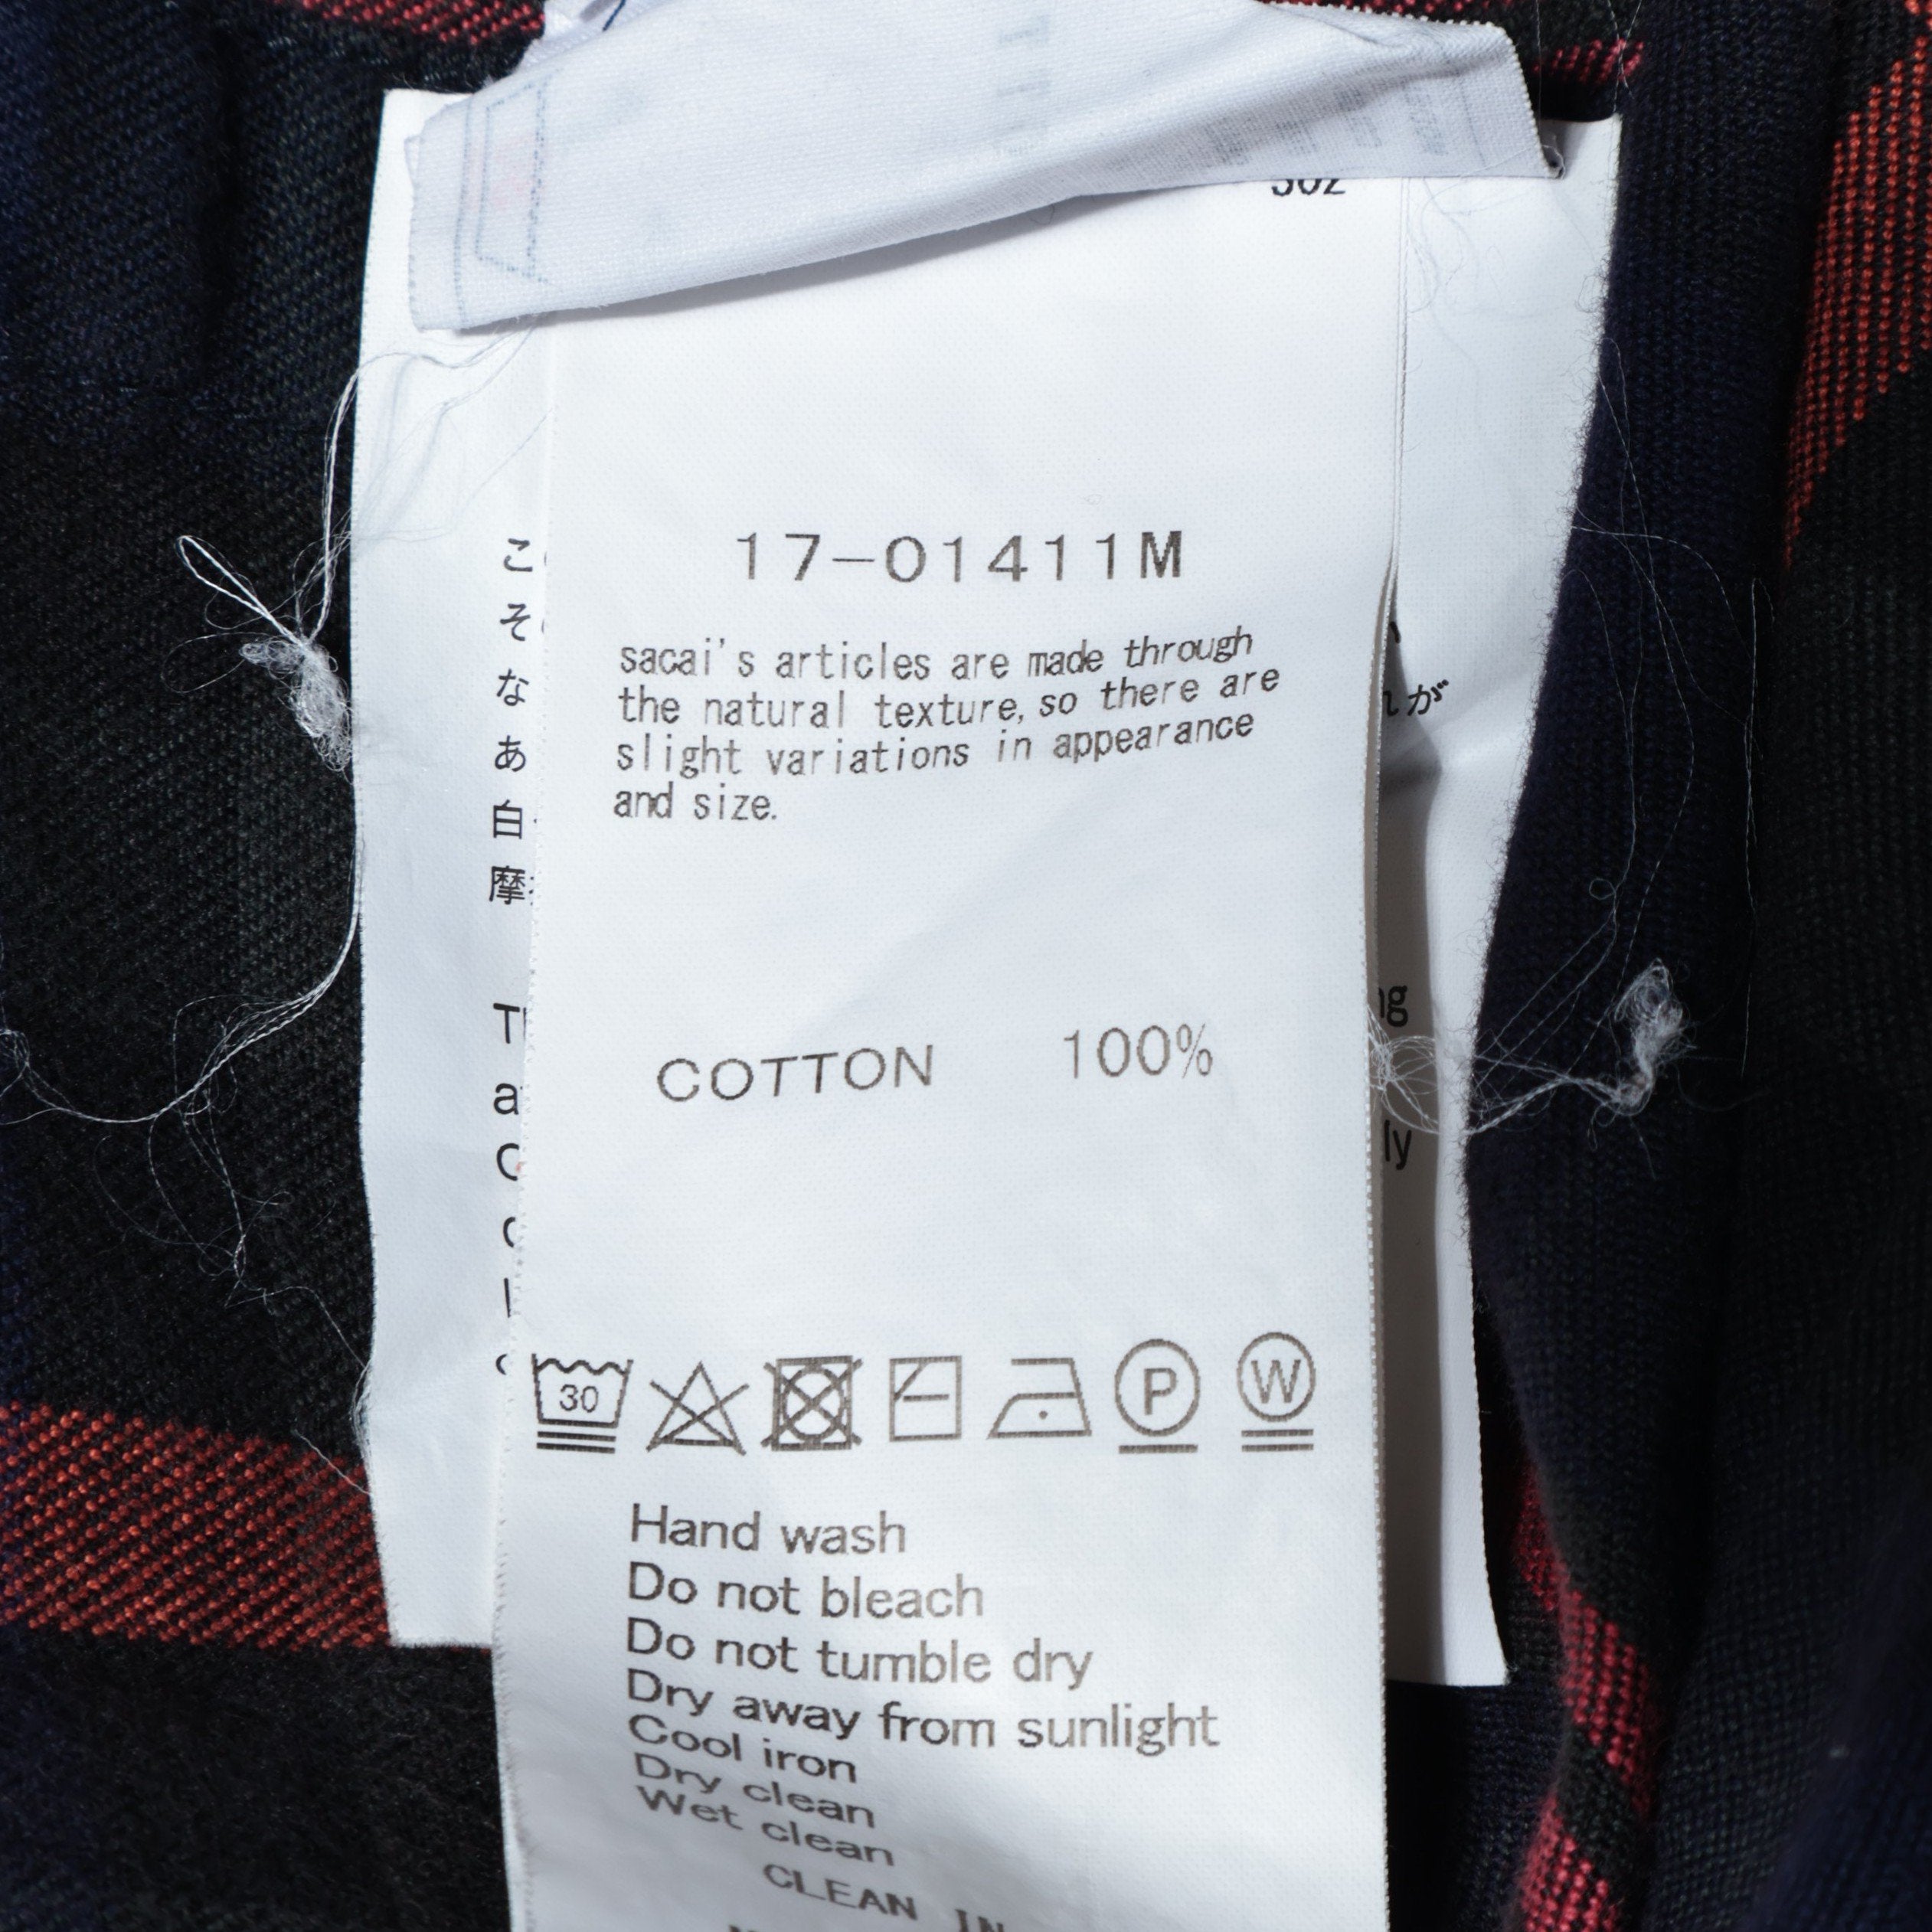 17-01411M
sacai's articles are made through
the natural texture, so there are
slight variations in appearance
and size.
COTTON 100%
30
P
W
Hand wash
Do not bleach
Do not tumble dry
Dry away from sunlight
Cool iron
Dry clean
Wet clean
CLEAN IN
こ
そ
な
あ
白
摩
れが